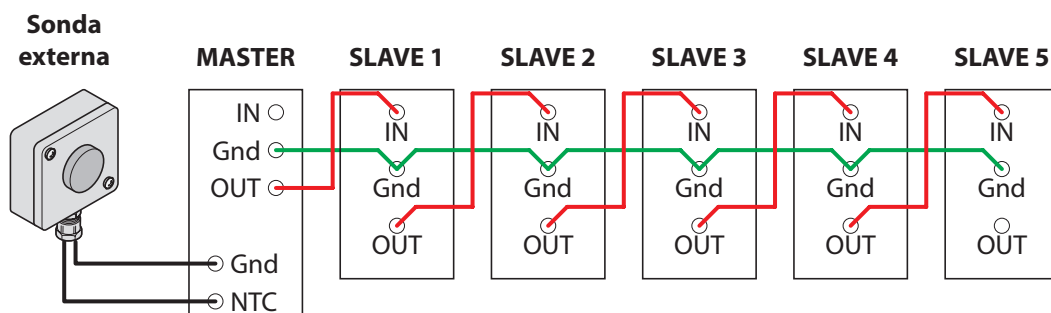 Sonda
externa
MASTER
SLAVE 1
SLAVE 2
SLAVE 3
SLAVE 4
SLAVE 5
IN
Gnd
OUT
Gnd
NTC
IN
Gnd
OUT
IN
Gnd
OUT
IN
Gnd
OUT
IN
Gnd
OUT
IN
Gnd
OUT